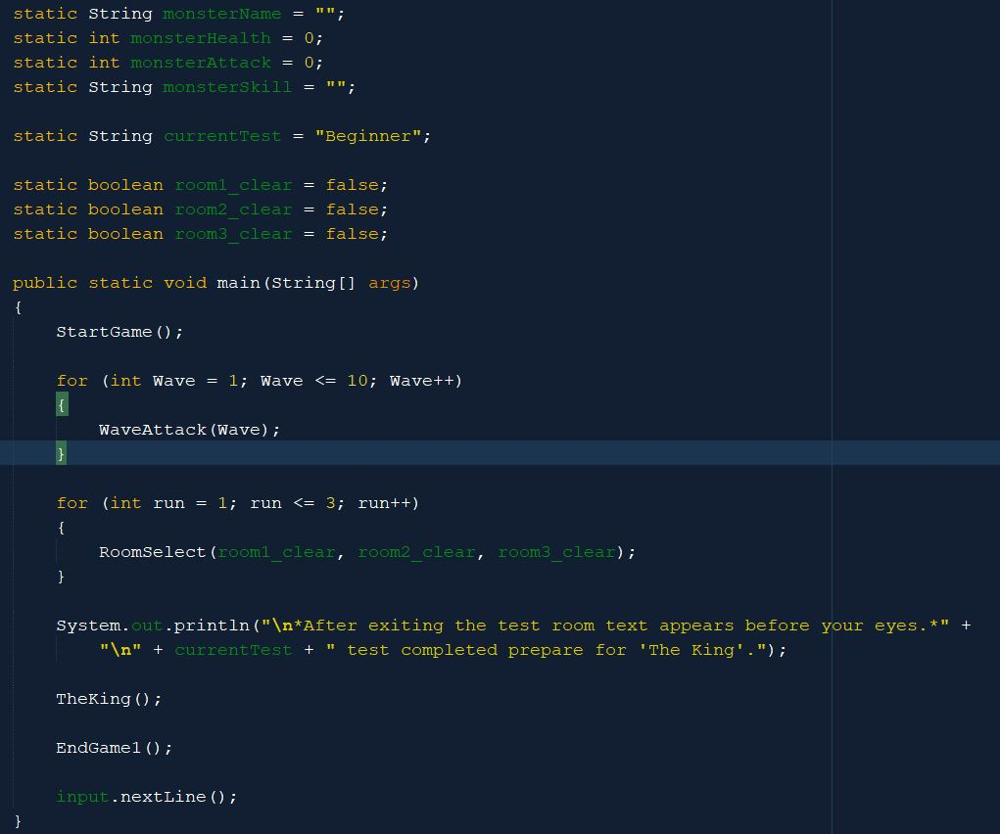 static String monsterName = "";
static int monsterHealth = 0;
static int monsterAttack = 0;
static String monsterSkill = "";
static String currentTest = "Beginner";
static boolean room1_clear = false;
static boolean room2_clear = false;
static boolean room3_clear = false;
public static void main(String[] args)
{
StartGame();
for (int Wave = 1; Wave <= 10; Wave++)
{
WaveAttack(Wave);
}
for (int run = 1; run <= 3; run++)
{
RoomSelect(room1_clear, room2_clear, room3_clear);
}
System.out.println("\n*After exiting the test room text appears before your eyes.*" +
"\n" + currentTest + " test completed prepare for 'The King'.");
TheKing();
EndGame1();
input.nextLine();
}